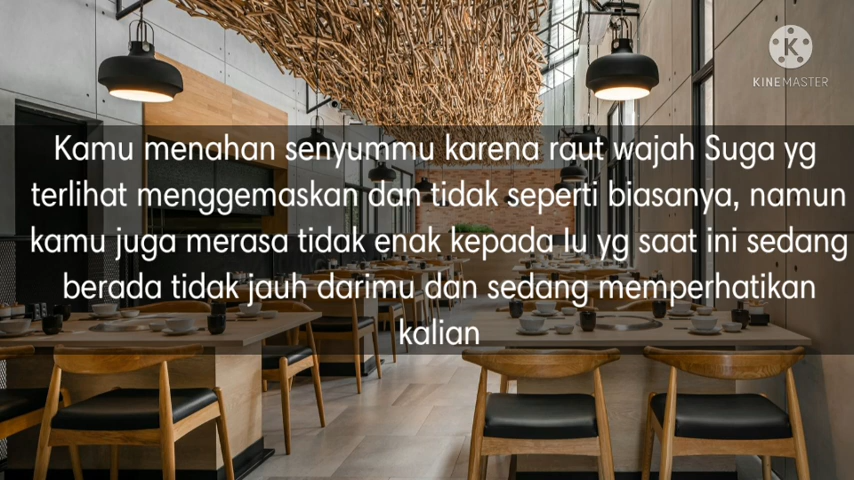 K
KINEMASTER
Kamu menahan senyummu karena raut wajah Suga yg
terlihat menggemaskan dan tidak seperti biasanya, namun
kamu juga merasa tidak enak kepada Iu yg saat ini sedang
berada tidak jauh darimu dan sedang memperhatikan
kalian